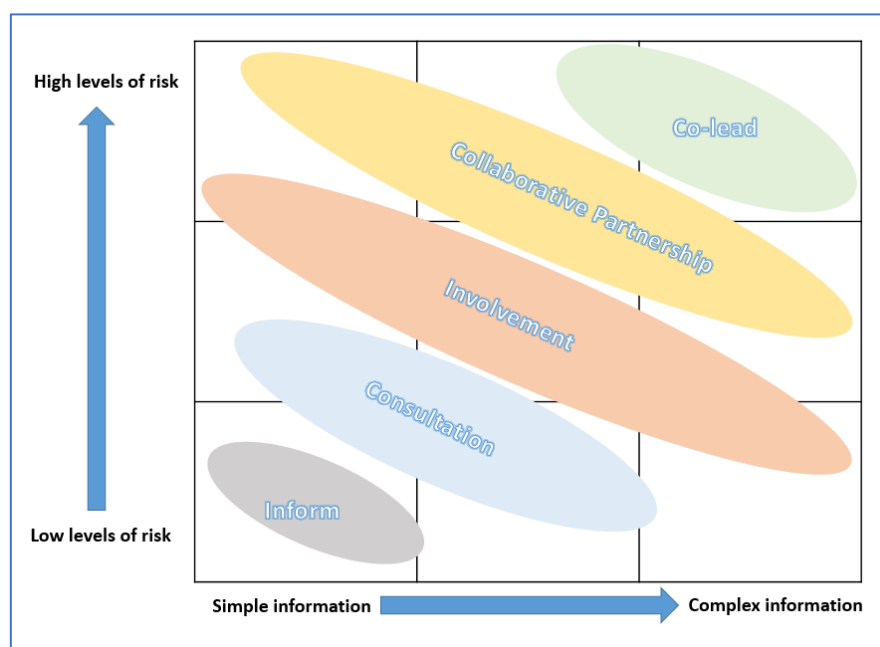 High levels of risk
Co-lead
Collaborative Partnership
Involvement
Consultation
Inform
Low levels of risk
Simple information
Complex information